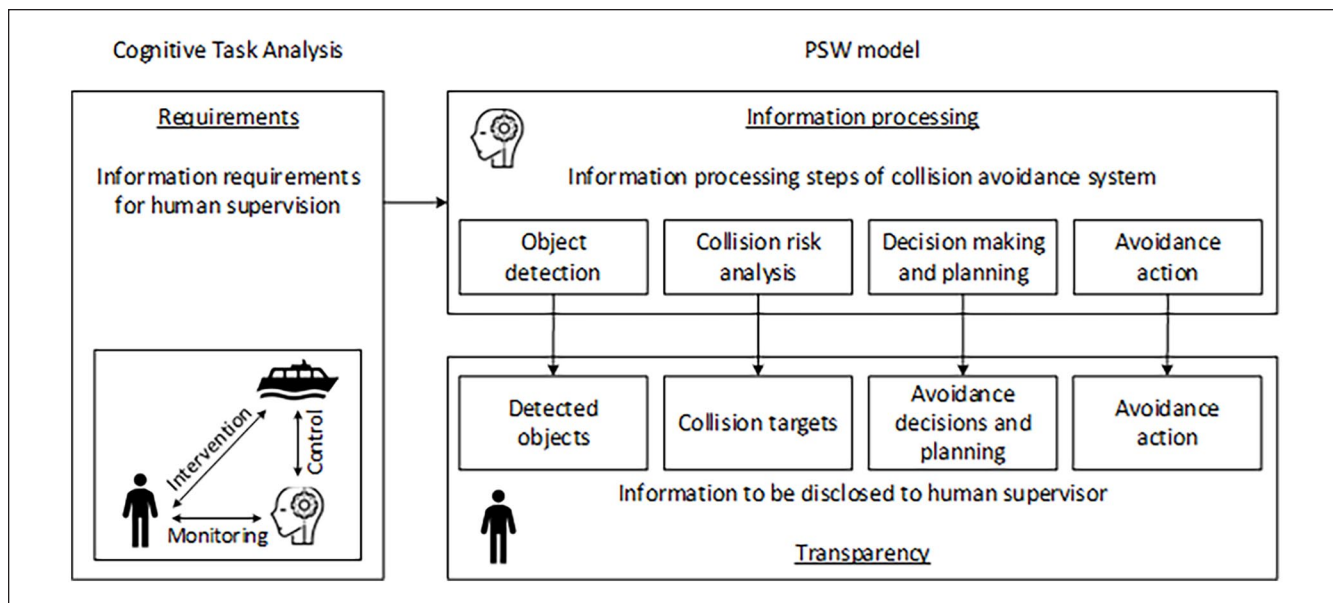 Cognitive Task Analysis
PSW model
Requirements
Information requirements
for human supervision
Intervention
Control
Monitoring
Information processing
Information processing steps of collision avoidance system
Object
detection
Collision risk
analysis
Decision making
and planning
Avoidance
action
Detected
objects
Collision targets
Avoidance
decisions and
planning
Avoidance
action
Information to be disclosed to human supervisor
Transparency